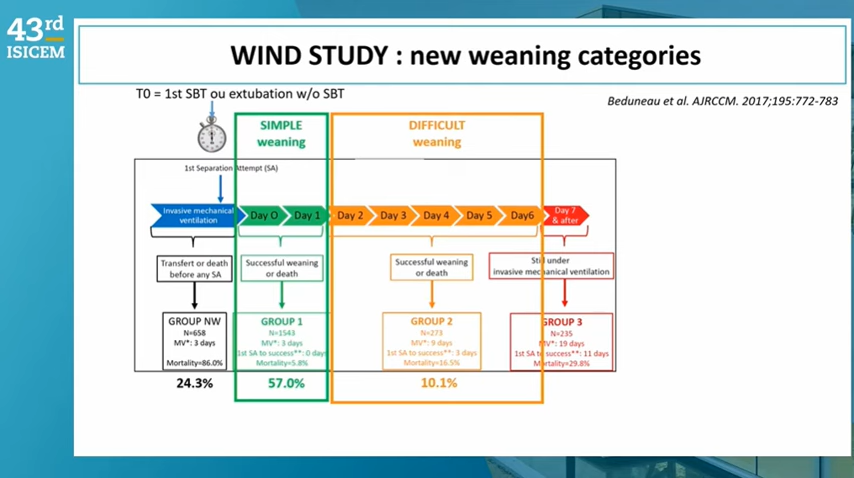 43rd
ISICEM
WIND STUDY : new weaning categories
T0 = 1st SBT ou extubation w/o SBT
Beduneau et al. AJRCCM. 2017;195:772-783
SIMPLE
weaning
DIFFICULT
weaning
1st Separation Attempt (SA)
Invasive mechanical
ventilation
Day 0
Day 1
Day 2
Day 3
Day 4
Day 5
Day6
Day 7
& after
Transfert or death
before any SA
Successful weaning
or death
Successful weaning
or death
Still under
invasive mechanical ventilation
GROUP NW
N=658
MV*: 3 days
Mortality=86.0%
GROUP 1
N=1543
MV*: 3 days
1st SA to success**: 0 days
Mortality=5.8%
GROUP 2
N=273
MV*: 9 days
1st SA to success**: 3 days
Mortality=16.5%
GROUP 3
N=235
MV*: 19 days
1st SA to success**: 11 days
Mortality=29.8%
24.3%
57.0%
10.1%